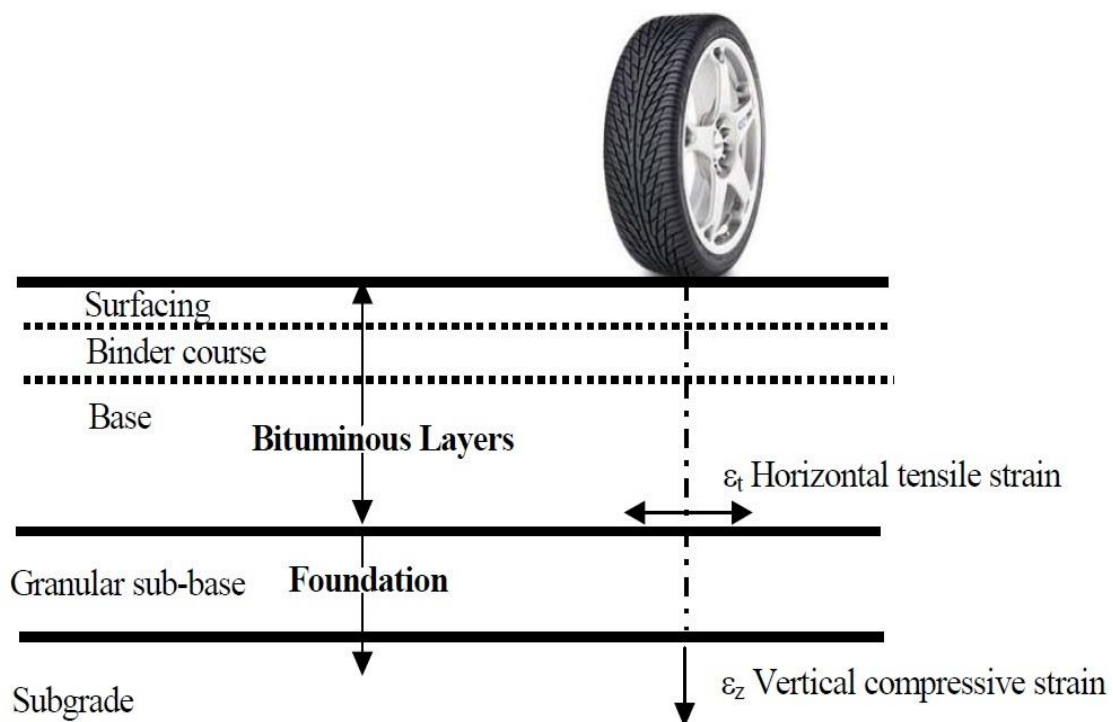 Surfacing
Binder course
Base
Bituminous Layers
εt Horizontal tensile strain
Granular sub-base
Foundation
Subgrade
εz Vertical compressive strain